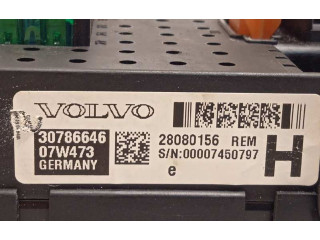 VOLVO
30786646
07W473
GERMANY
28080156 REM
S/N:00007450797
e
H